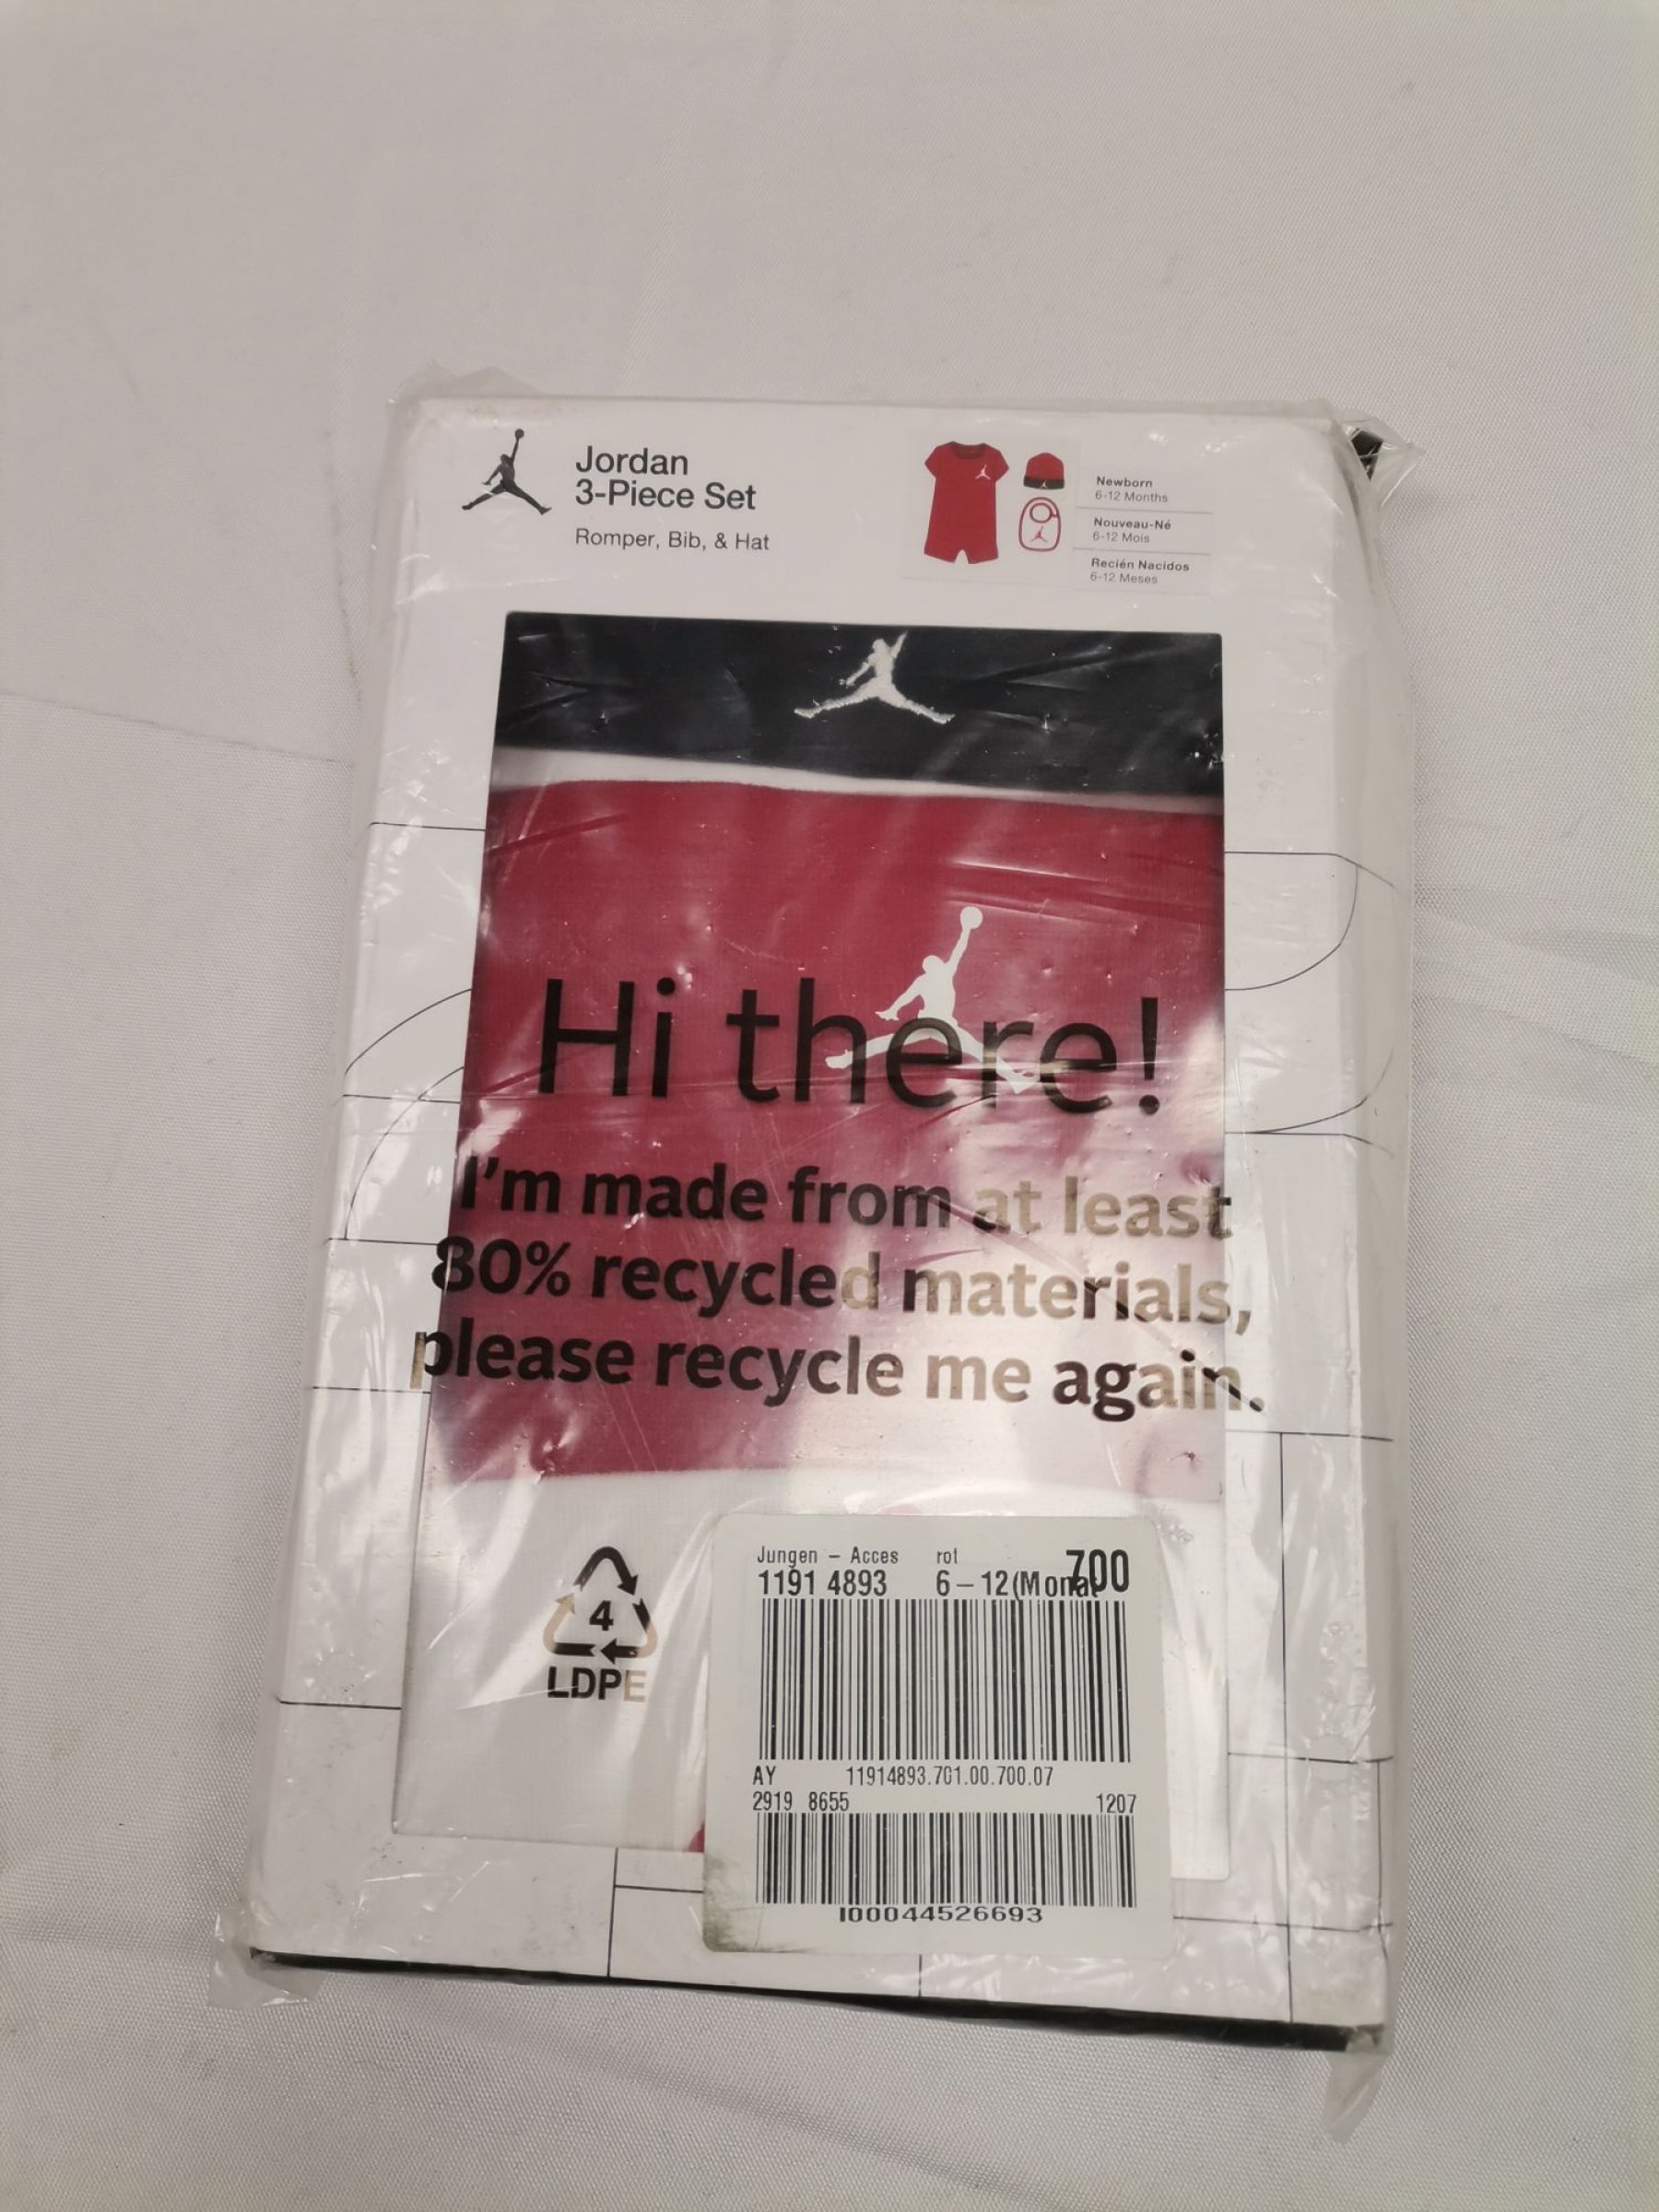 Jordan
3-Piece Set
Romper, Bib, & Hat
Newborn
6-12 Months
Nouveau-Né
6-12 Mois
Recién Nacidos
6-12 Meses
Hi there!
I'm made from at least
80% recycled materials,
please recycle me again.
4
LDPE
Jungen - Acces rot 700
1191 4893 6-12(Monat
AY 11914893.701.00.700.07
2919 8655 1207
I00044526693